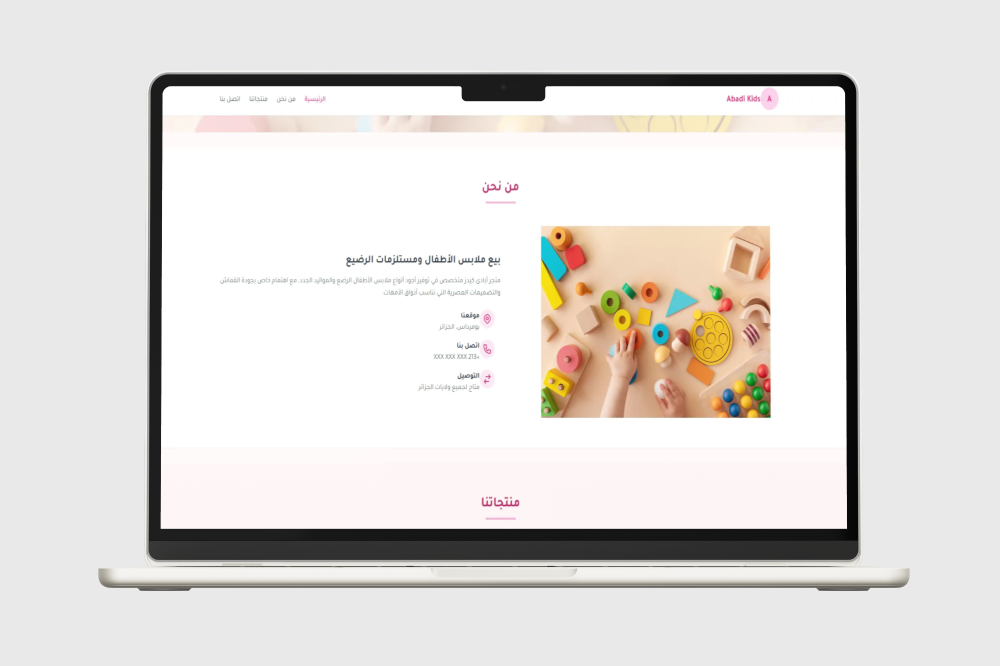 A Abadi Kids
الرئيسية من نحن منتجاتنا اتصل بنا
من نحن
بيع ملابس الأطفال ومستلزمات الرضيع
متجر أبادي كيدز متخصص في توفير أجود أنواع ملابس الأطفال الرضع والمواليد الجدد، مع اهتمام خاص بجودة القماش
والتصميمات العصرية التي تناسب أذواق الأمهات.
موقعنا
بومرداس، الجزائر
اتصل بنا
+213 XXX XXX XXX
التوصيل
متاح لجميع ولايات الجزائر
منتجاتنا